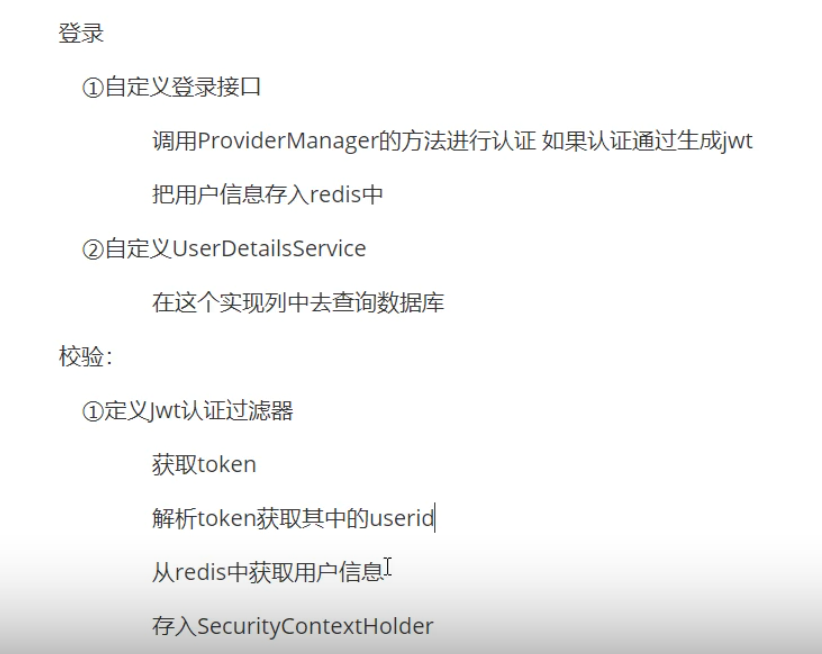 登录
①自定义登录接口
调用ProviderManager的方法进行认证 如果认证通过生成jwt
把用户信息存入redis中
②自定义UserDetailsService
在这个实现列中去查询数据库
校验：
①定义Jwt认证过滤器
获取token
解析token获取其中的userid
从redis中获取用户信息
存入SecurityContextHolder